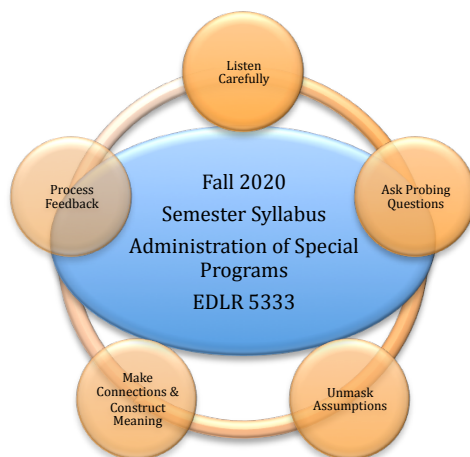 Listen
Carefully
Fall 2020
Semester Syllabus
Administration of Special
Programs
EDLR 5333
Ask Probing
Questions
Unmask
Assumptions
Make
Connections &
Construct
Meaning
Process
Feedback